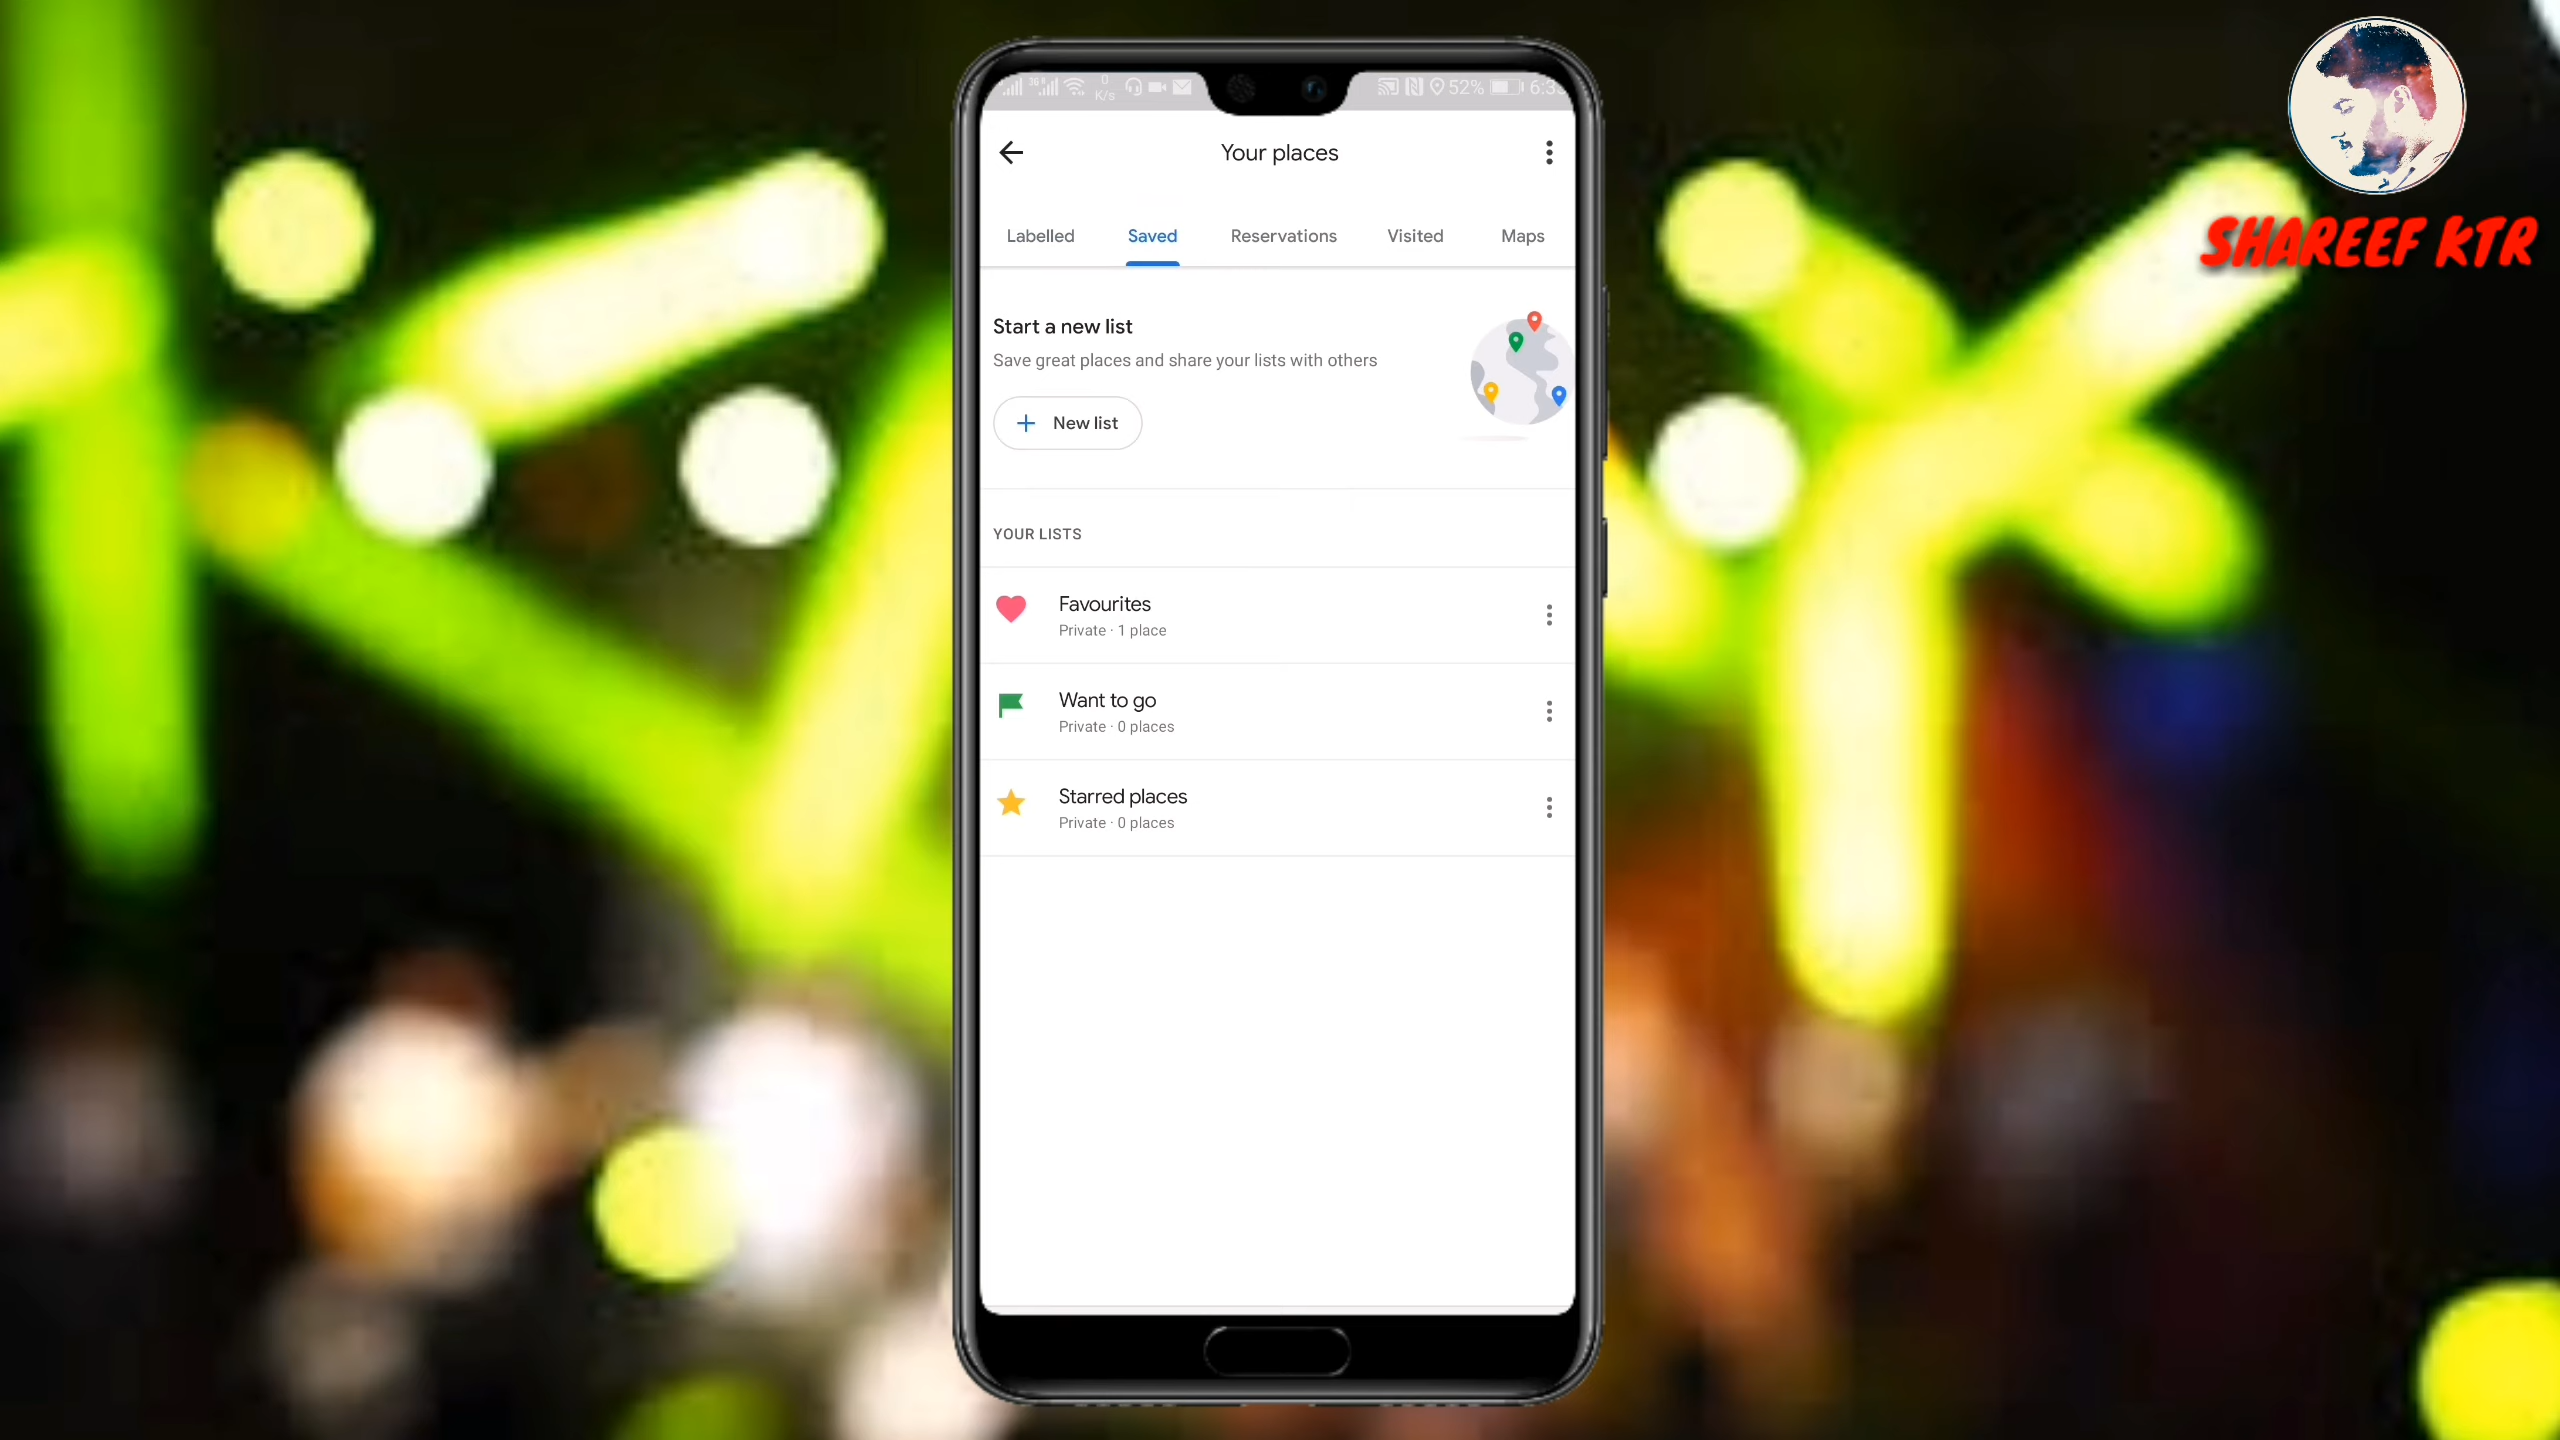 0
K/s
52%
Your places
Labelled Saved Reservations Visited Maps
Start a new list
Save great places and share your lists with others
New list
YOUR LISTS
Favourites
Private · 1 place
Want to go
Private · 0 places
Starred places
Private · 0 places
SHAREEF KTR